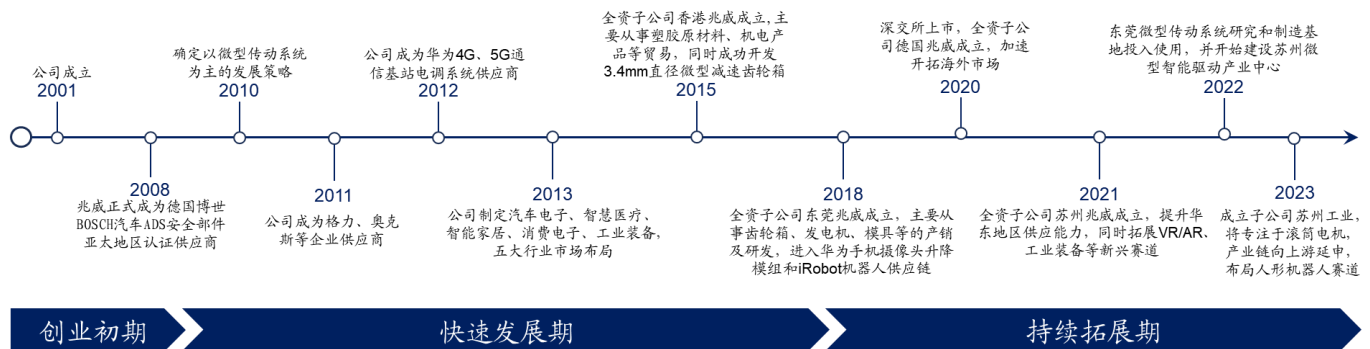 公司成立
2001
兆威正式成为德国博世
BOSCH汽车ADS安全部件
亚太地区认证供应商
2008
确定以微型传动系统
为主的发展策略
2010
2011
公司成为格力、奥克
斯等企业供应商
公司成为华为4G、5G通
信基站电调系统供应商
2012
2013
公司制定汽车电子、智慧医疗、
智能家居、消费电子、工业装备,
五大行业市场布局
全资子公司香港兆威成立,主
要从事塑胶原材料、机电产
品等贸易,同时成功开发
3.4mm直径微型减速齿轮箱
2015
2018
全资子公司东莞兆威成立,主要从
事齿轮箱、发电机、模具等的产销
及研发,进入华为手机摄像头升降
模组和iRobot机器人供应链
深交所上市,全资子公
司德国兆威成立,加速
开拓海外市场
2020
2021
全资子公司苏州兆威成立,提升华
东地区供应能力,同时拓展VR/AR、
工业装备等新兴赛道
东莞微型传动系统研究和制造基
地投入使用,并开始建设苏州微
型智能驱动产业中心
2022
2023
成立子公司苏州工业,
将专注于滚筒电机,
产业链向上游延申,
布局人形机器人赛道
创业初期
快速发展期
持续拓展期